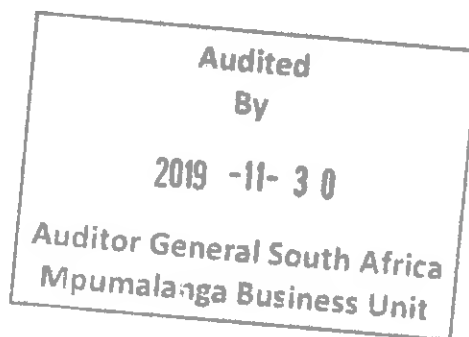 Audited
By
2019 -11- 30
Auditor General South Africa
Mpumalanga Business Unit